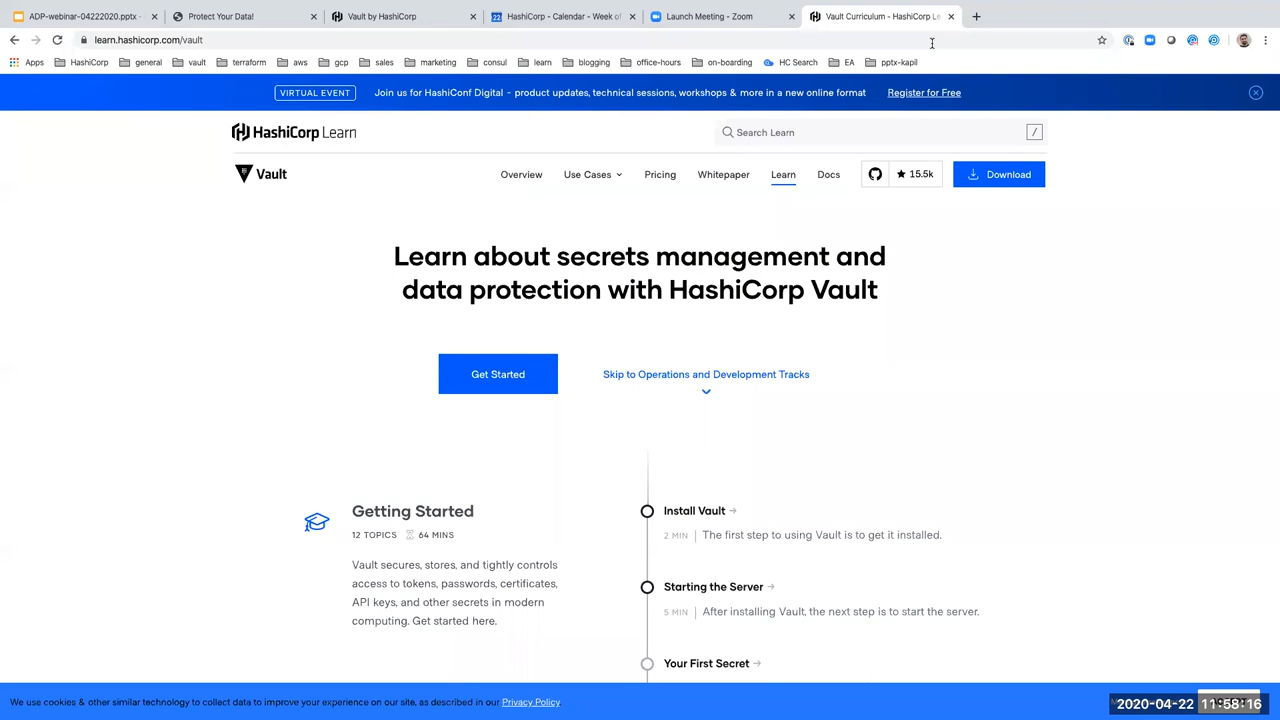 ADP-webinar-04222020.pptx -
Protect Your Data!
Vault by HashiCorp
HashiCorp - Calendar - Week of
Launch Meeting - Zoom
Vault Curriculum - HashiCorp Le
learn.hashicorp.com/vault
Apps
HashiCorp
general
vault
terraform
aws
gcp
sales
marketing
consul
learn
blogging
office-hours
on-boarding
HC Search
EA
pptx-kapil
VIRTUAL EVENT
Join us for HashiConf Digital - product updates, technical sessions, workshops & more in a new online format
Register for Free
HashiCorp Learn
Search Learn
/
Vault
Overview
Use Cases
Pricing
Whitepaper
Learn
Docs
15.5k
Download
Learn about secrets management and
data protection with HashiCorp Vault
Get Started
Skip to Operations and Development Tracks
Getting Started
12 TOPICS
64 MINS
Vault secures, stores, and tightly controls
access to tokens, passwords, certificates,
API keys, and other secrets in modern
computing. Get started here.
Install Vault
2 MIN | The first step to using Vault is to get it installed.
Starting the Server
5 MIN | After installing Vault, the next step is to start the server.
Your First Secret
We use cookies & other similar technology to collect data to improve your experience on our site, as described in our Privacy Policy.
2020-04-22 11:58:16